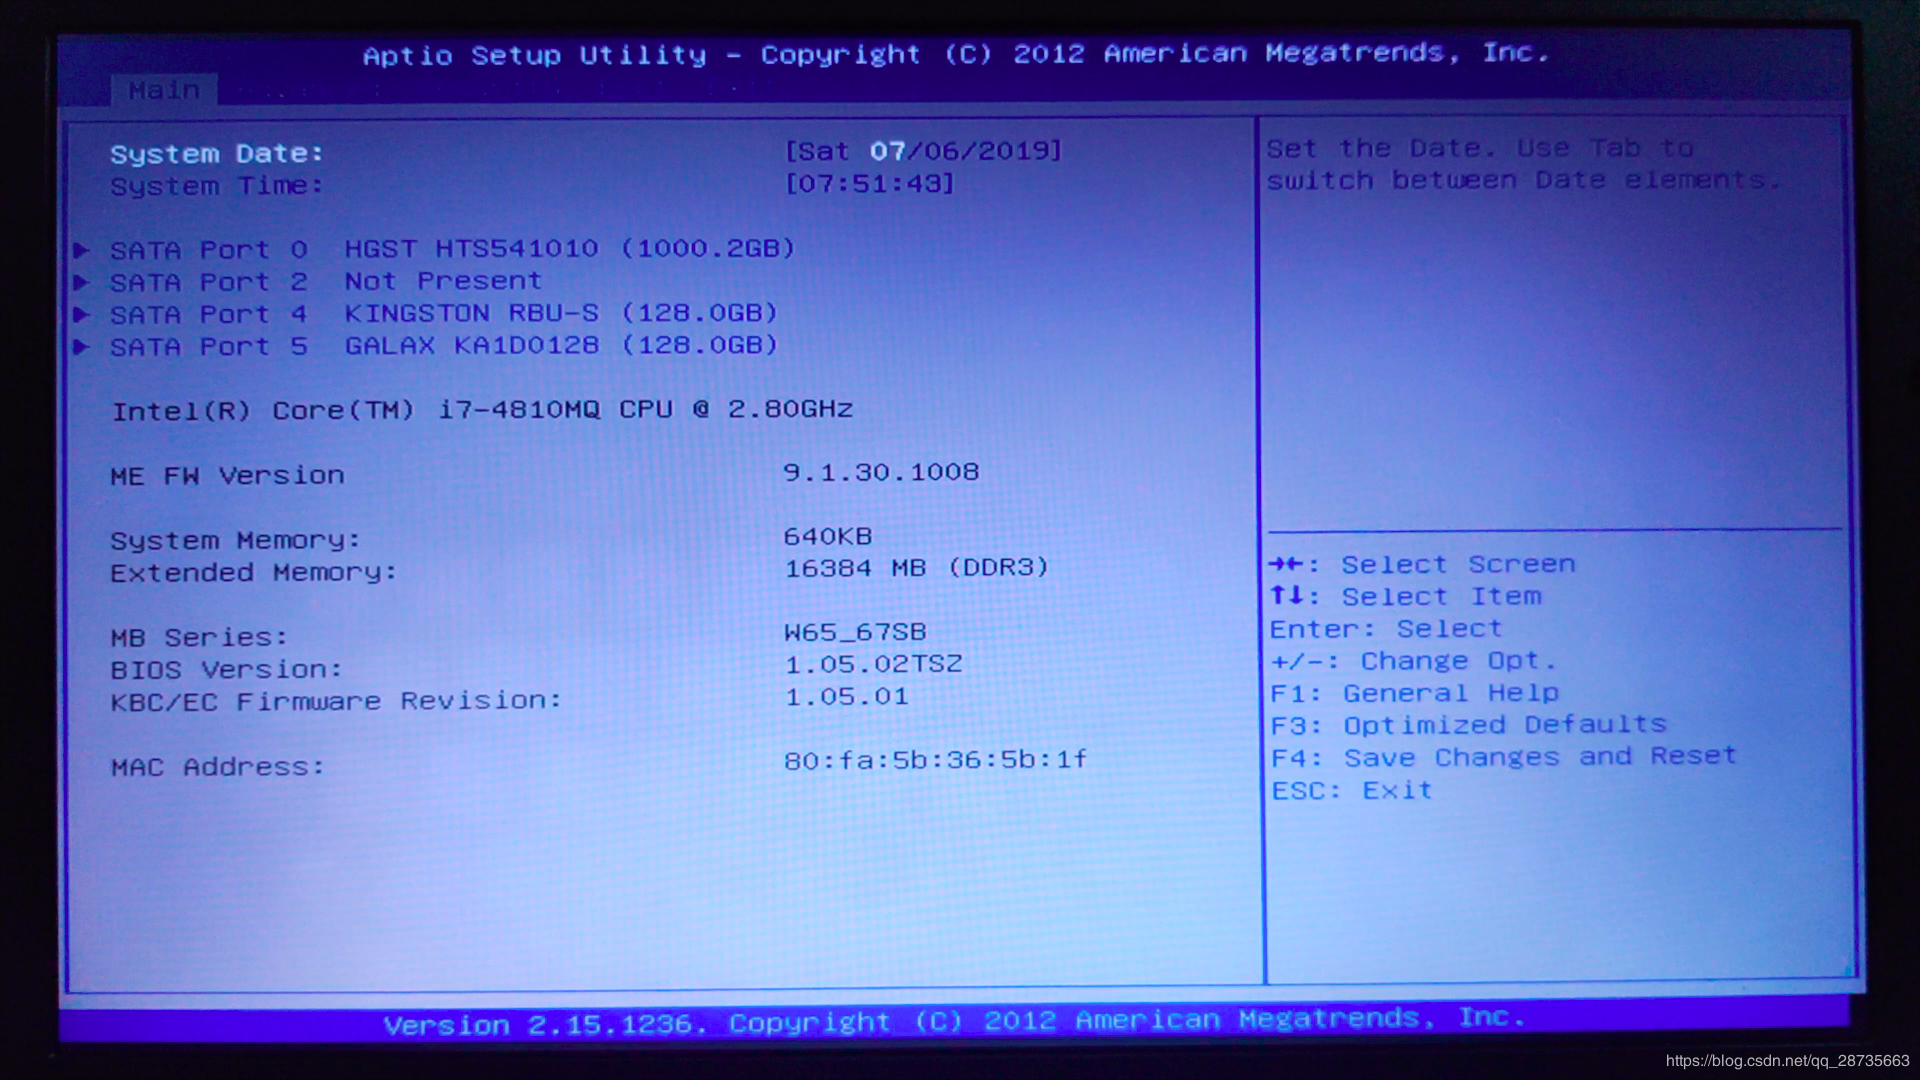 Aptio Setup Utility - Copyright (C) 2012 American Megatrends, Inc.
Main
System Date: [Sat 07/06/2019]
System Time: [07:51:43]
SATA Port 0 HGST HTS541010 (1000.2GB)
SATA Port 2 Not Present
SATA Port 4 KINGSTON RBU-S (128.0GB)
SATA Port 5 GALAX KA1D0128 (128.0GB)
Intel(R) Core(TM) i7-4810MQ CPU @ 2.80GHz
ME FW Version 9.1.30.1008
System Memory: 640KB
Extended Memory: 16384 MB (DDR3)
MB Series: W65_67SB
BIOS Version: 1.05.02TSZ
KBC/EC Firmware Revision: 1.05.01
MAC Address: 80:fa:5b:36:5b:1f
Set the Date. Use Tab to
switch between Date elements.
→←: Select Screen
↑↓: Select Item
Enter: Select
+/-: Change Opt.
F1: General Help
F3: Optimized Defaults
F4: Save Changes and Reset
ESC: Exit
Version 2.15.1236. Copyright (C) 2012 American Megatrends, Inc.
https://blog.csdn.net/qq_28735663